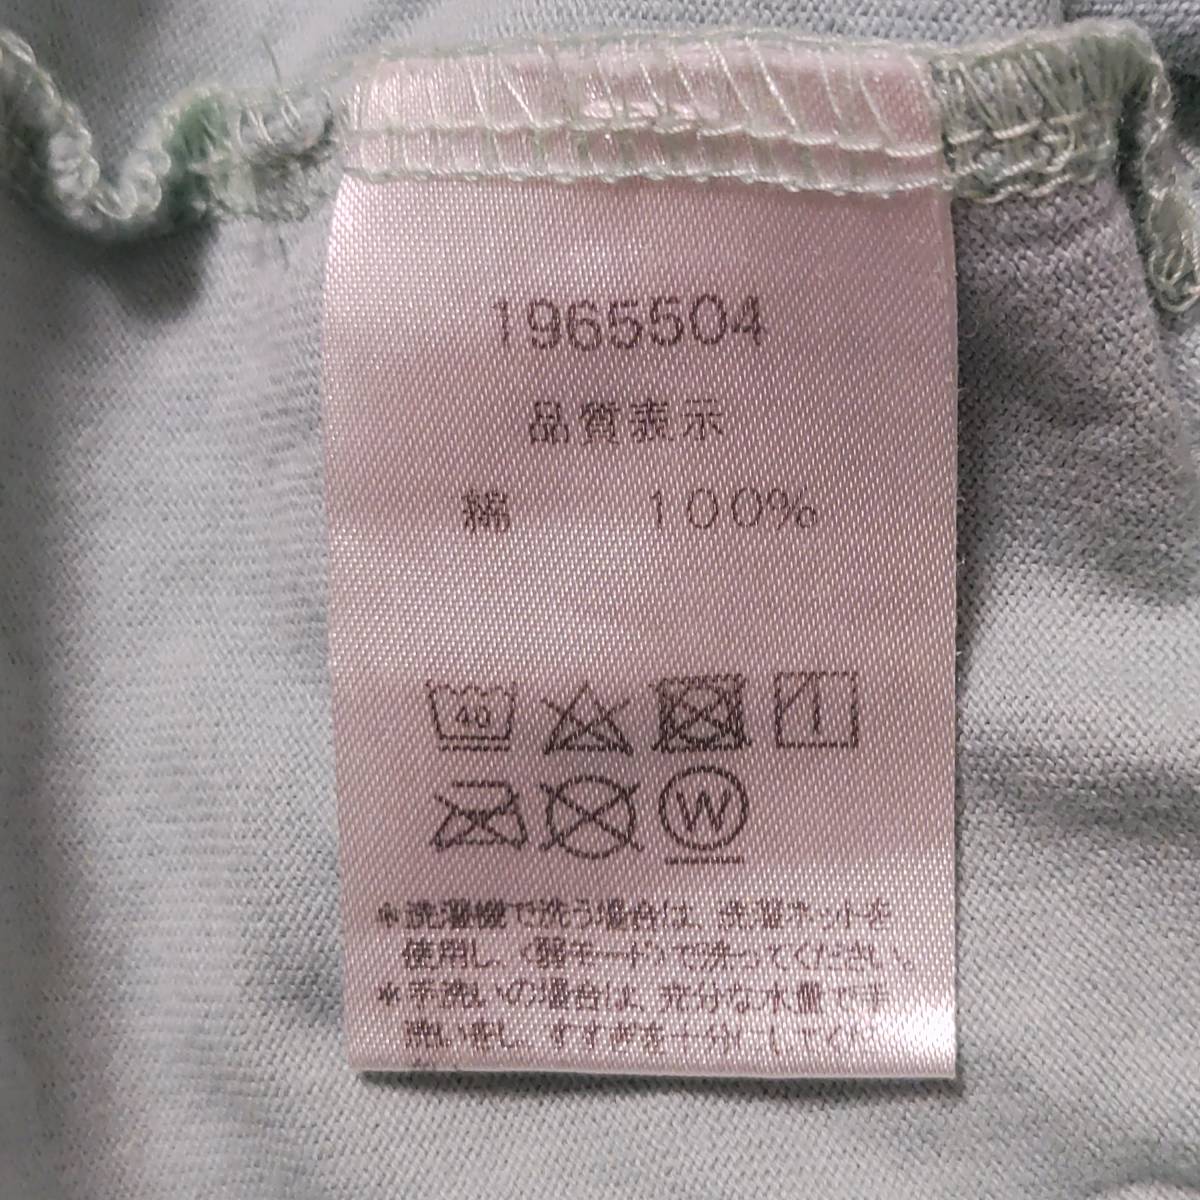 1965504
品質表示
綿 100%
40
W
*洗濯機で洗う場合は、洗濯ネットを
使用し、〈弱モード〉で洗ってください。
*手洗いの場合は、充分な水量で手
洗いをし、すすぎを十分にしてくだ